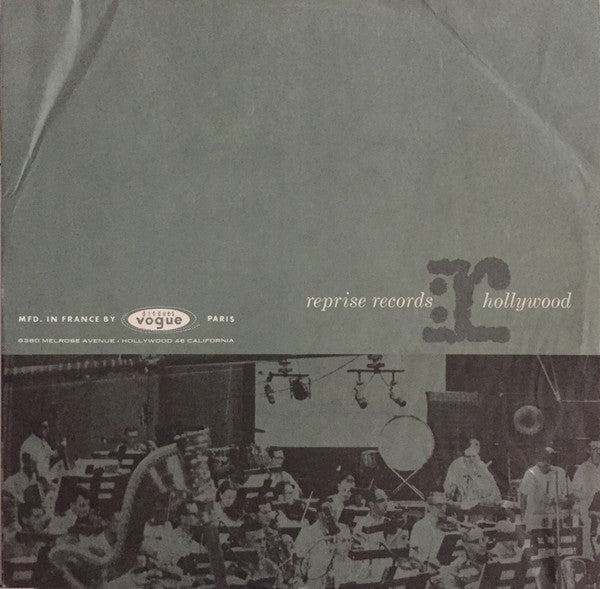 reprise records r hollywood
MFD. IN FRANCE BY disques vogue PARIS
6380 MELROSE AVENUE • HOLLYWOOD 46 CALIFORNIA